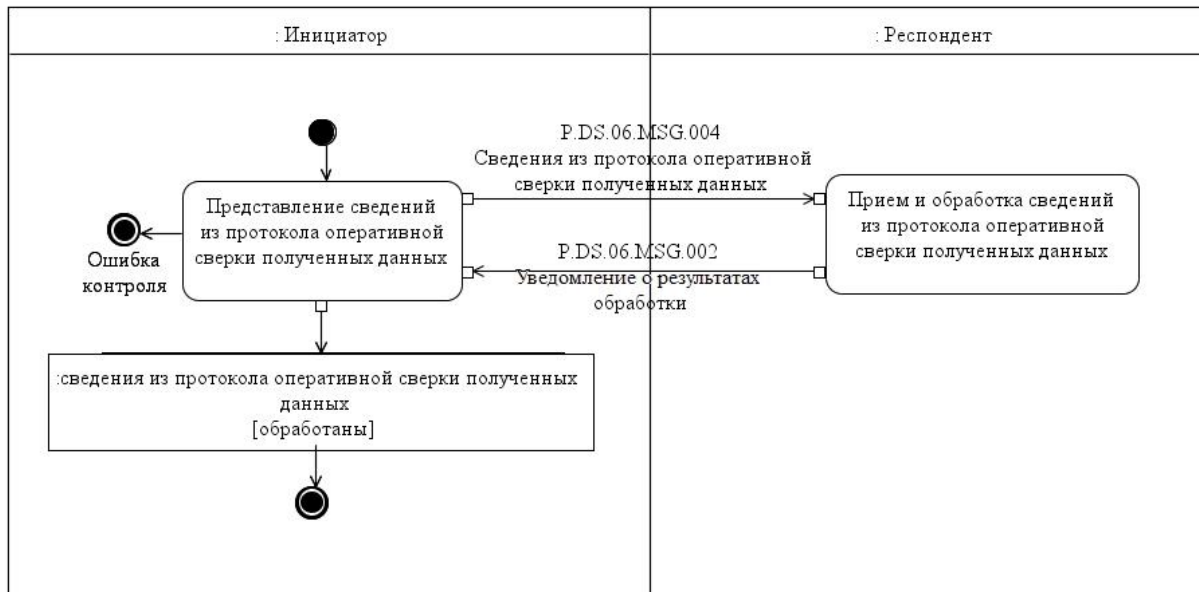 : Инициатор
: Респондент
P.DS.06.MSG.004
Сведения из протокола оперативной
сверки полученных данных
Представление сведений
из протокола оперативной
сверки полученных данных
Прием и обработка сведений
из протокола оперативной
сверки полученных данных
Ошибка
контроля
P.DS.06.MSG.002
Уведомление о результатах
обработки
:сведения из протокола оперативной сверки полученных
данных
[обработаны]